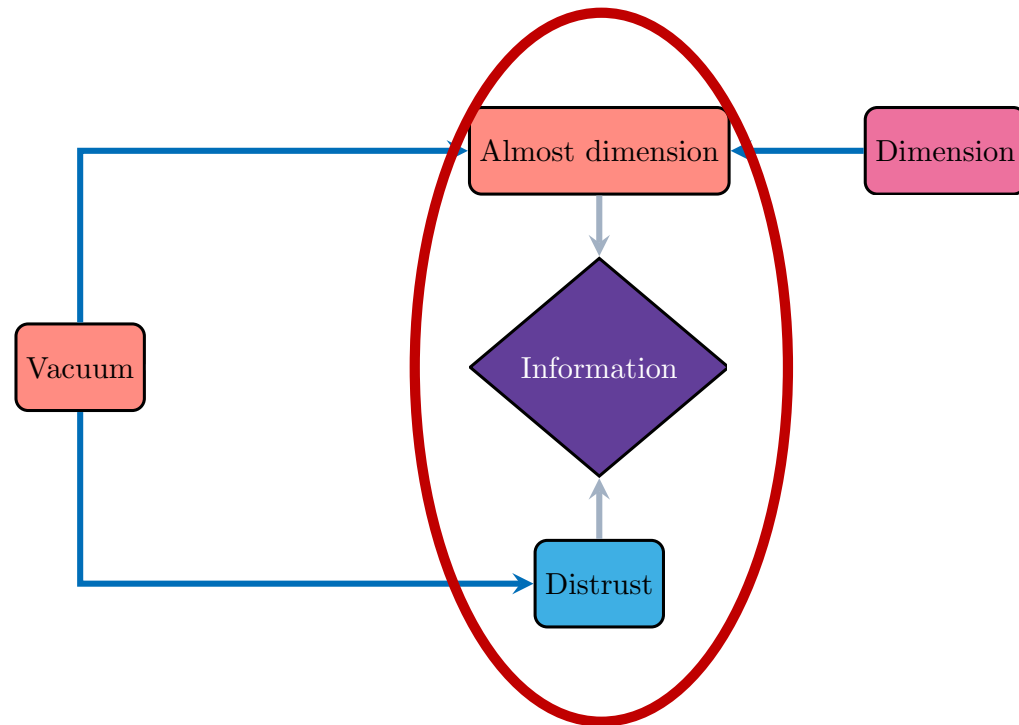 Almost dimension
Dimension
Vacuum
Information
Distrust